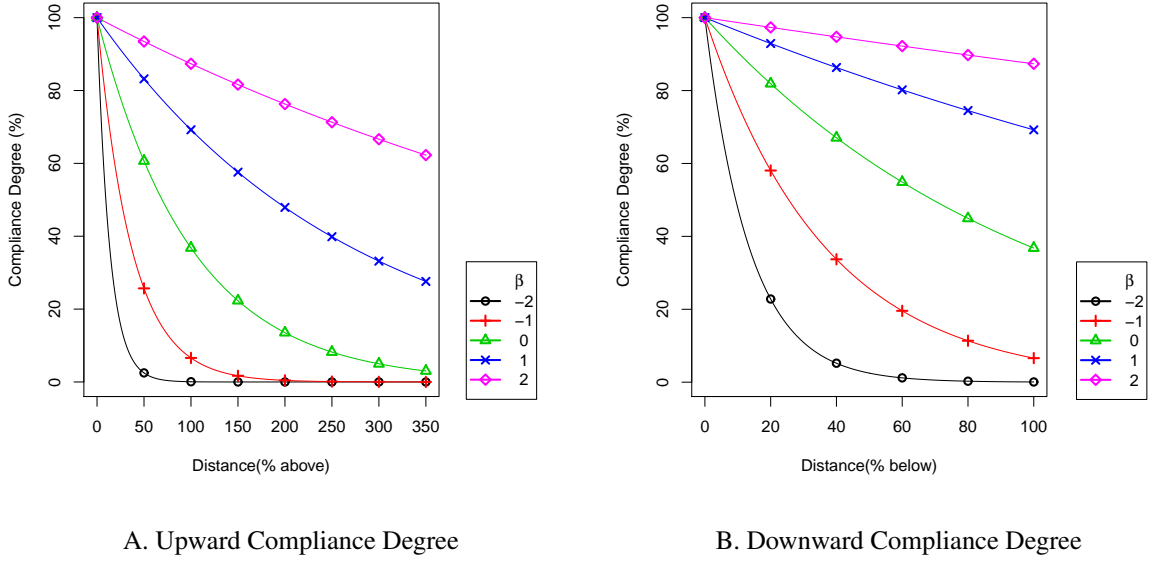 Compliance Degree (%)
100
80
60
40
20
0
0 50 100 150 200 250 300 350
Distance(% above)
β
−2
−1
0
1
2
A. Upward Compliance Degree
Compliance Degree (%)
100
80
60
40
20
0
0 20 40 60 80 100
Distance(% below)
β
−2
−1
0
1
2
B. Downward Compliance Degree